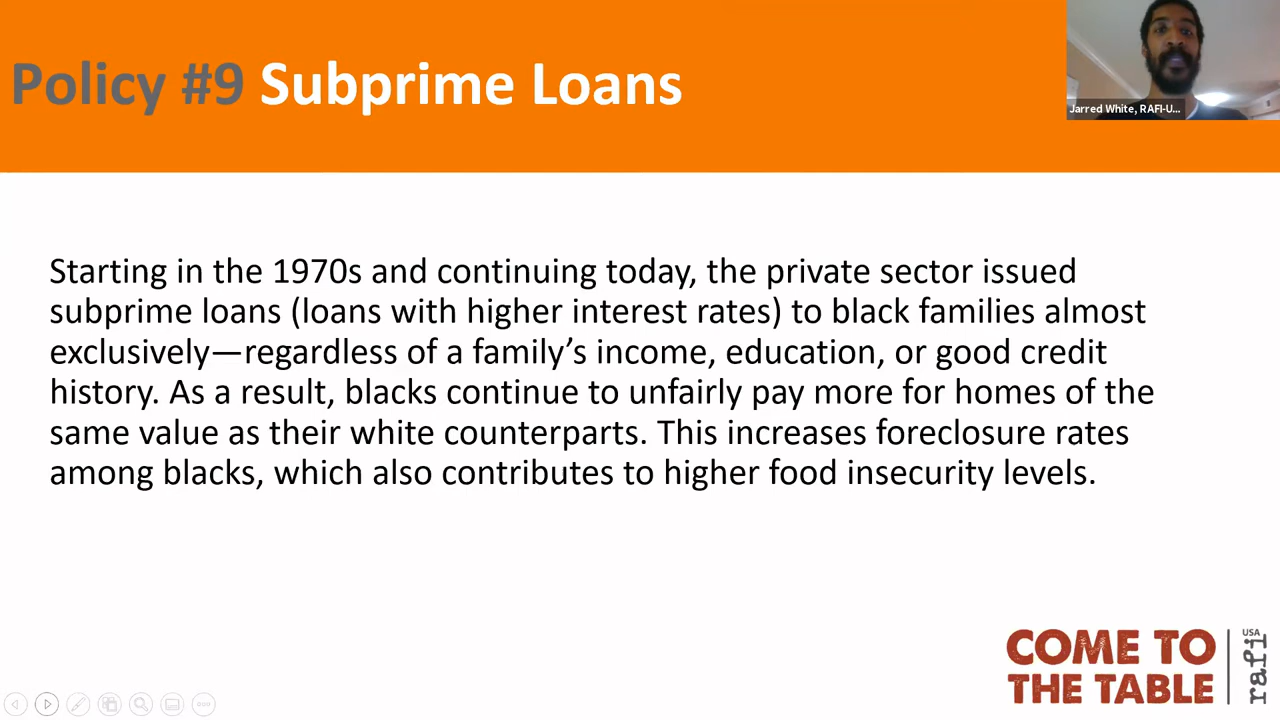 Policy #9 Subprime Loans
Jarred White, RAFI-U...
Starting in the 1970s and continuing today, the private sector issued
subprime loans (loans with higher interest rates) to black families almost
exclusively—regardless of a family’s income, education, or good credit
history. As a result, blacks continue to unfairly pay more for homes of the
same value as their white counterparts. This increases foreclosure rates
among blacks, which also contributes to higher food insecurity levels.
COME TO
THE TABLE
rafi
USA